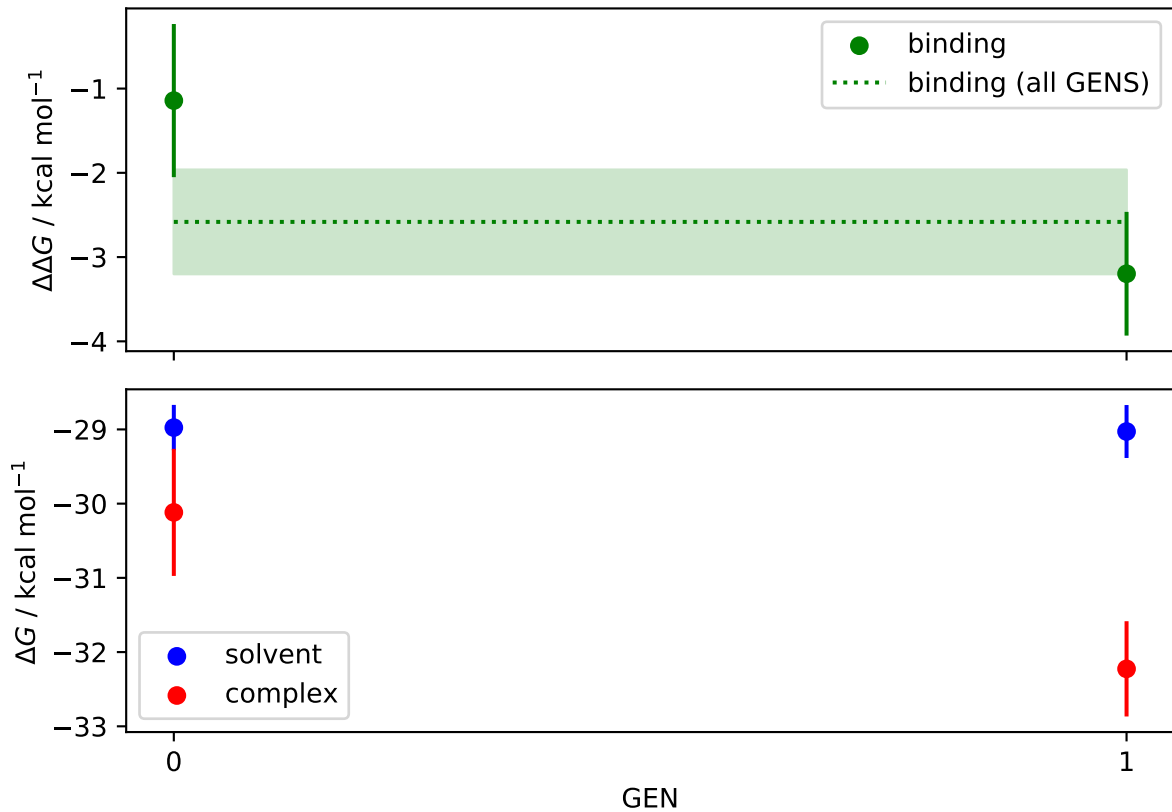 binding
binding (all GENS)
−1
−2
−3
−4
ΔΔG / kcal mol⁻¹
−29
−30
−31
−32
−33
ΔG / kcal mol⁻¹
solvent
complex
0
1
GEN